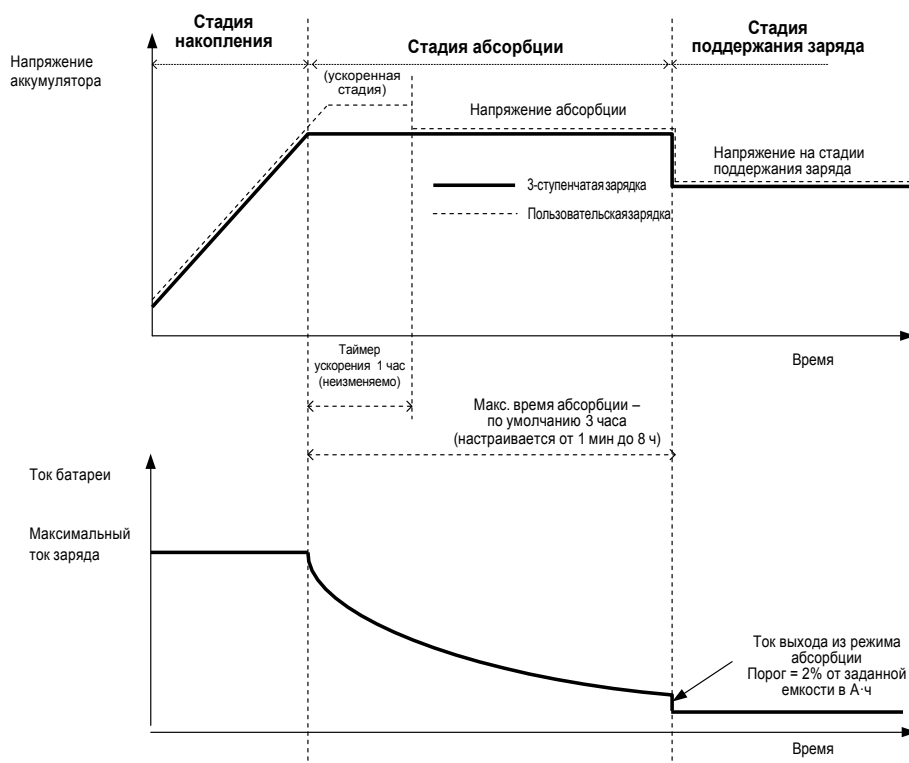 Стадия
накопления
Стадия абсорбции
Стадия
поддержания заряда
Напряжение
аккумулятора
(ускоренная
стадия)
Напряжение абсорбции
Напряжение на стадии
поддержания заряда
3-ступенчатая зарядка
Пользовательская зарядка
Время
Таймер
ускорения 1 час
(неизменяемо)
Макс. время абсорбции –
по умолчанию 3 часа
(настраивается от 1 мин до 8 ч)
Ток батареи
Максимальный
ток заряда
Ток выхода из режима
абсорбции
Порог = 2% от заданной
емкости в А·ч
Время